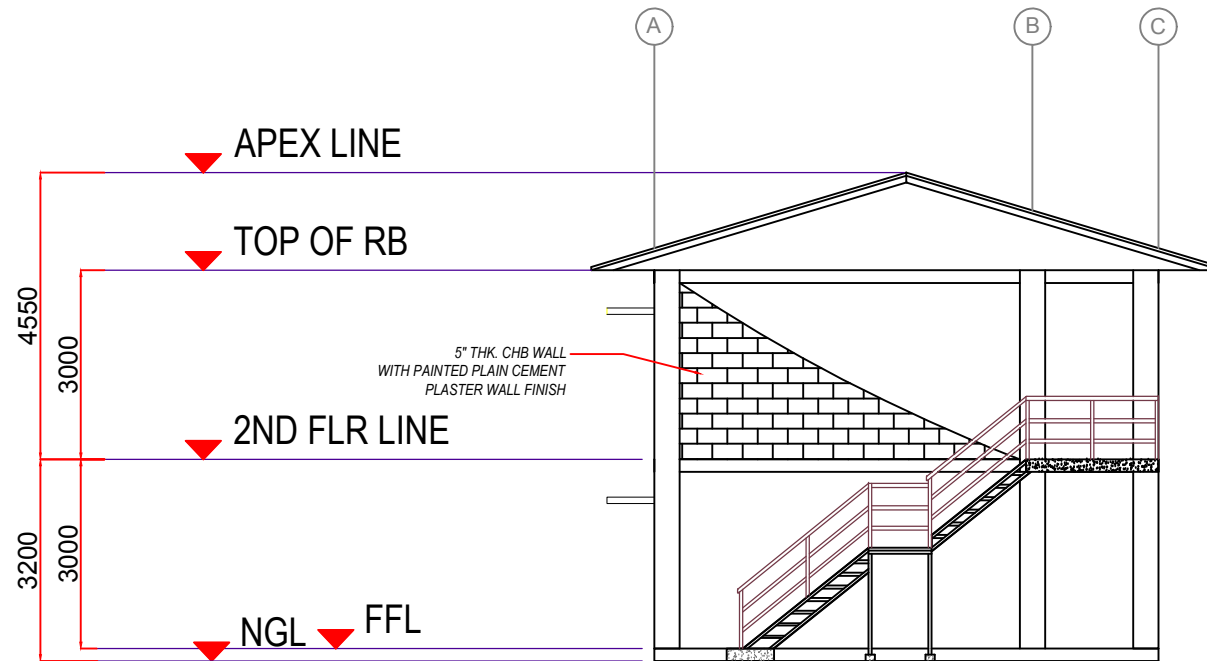 A
B
C
APEX LINE
TOP OF RB
4550
3000
5" THK. CHB WALL
WITH PAINTED PLAIN CEMENT
PLASTER WALL FINISH
2ND FLR LINE
3200
3000
NGL
FFL